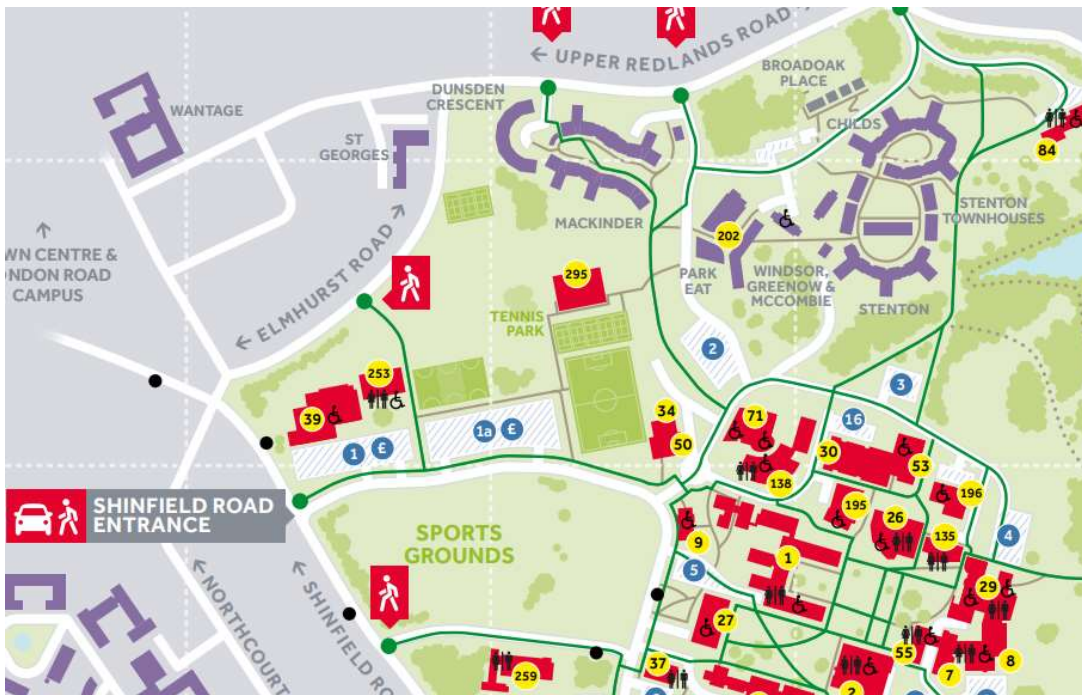 ← UPPER REDLANDS ROAD →
BROADOAK
PLACE
DUNSDEN
CRESCENT
WANTAGE
ST
GEORGES
CHILDS
84
MACKINDER
STENTON
TOWNHOUSES
202
WN CENTRE &
NDON ROAD
CAMPUS
← ELMHURST ROAD →
295
PARK
EAT
WINDSOR,
GREENOW &
MCCOMBIE
STENTON
TENNIS
PARK
2
253
3
39
34
71
16
1a £
1 £
50
30
53
138
196
SHINFIELD ROAD
ENTRANCE
195
26
SPORTS
GROUNDS
9
135
4
1
5
29
← NORTHCOURT
← SHINFIELD RO
27
55
37
259
7
8
2